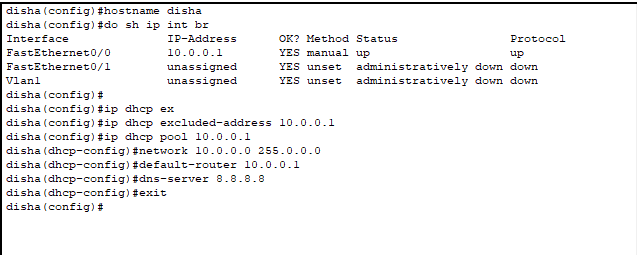 disha(config)#hostname disha
disha(config)#do sh ip int br
Interface IP-Address OK? Method Status Protocol
FastEthernet0/0 10.0.0.1 YES manual up up
FastEthernet0/1 unassigned YES unset administratively down down
Vlan1 unassigned YES unset administratively down down
disha(config)#
disha(config)#ip dhcp ex
disha(config)#ip dhcp excluded-address 10.0.0.1
disha(config)#ip dhcp pool 10.0.0.1
disha(dhcp-config)#network 10.0.0.0 255.0.0.0
disha(dhcp-config)#default-router 10.0.0.1
disha(dhcp-config)#dns-server 8.8.8.8
disha(dhcp-config)#exit
disha(config)#